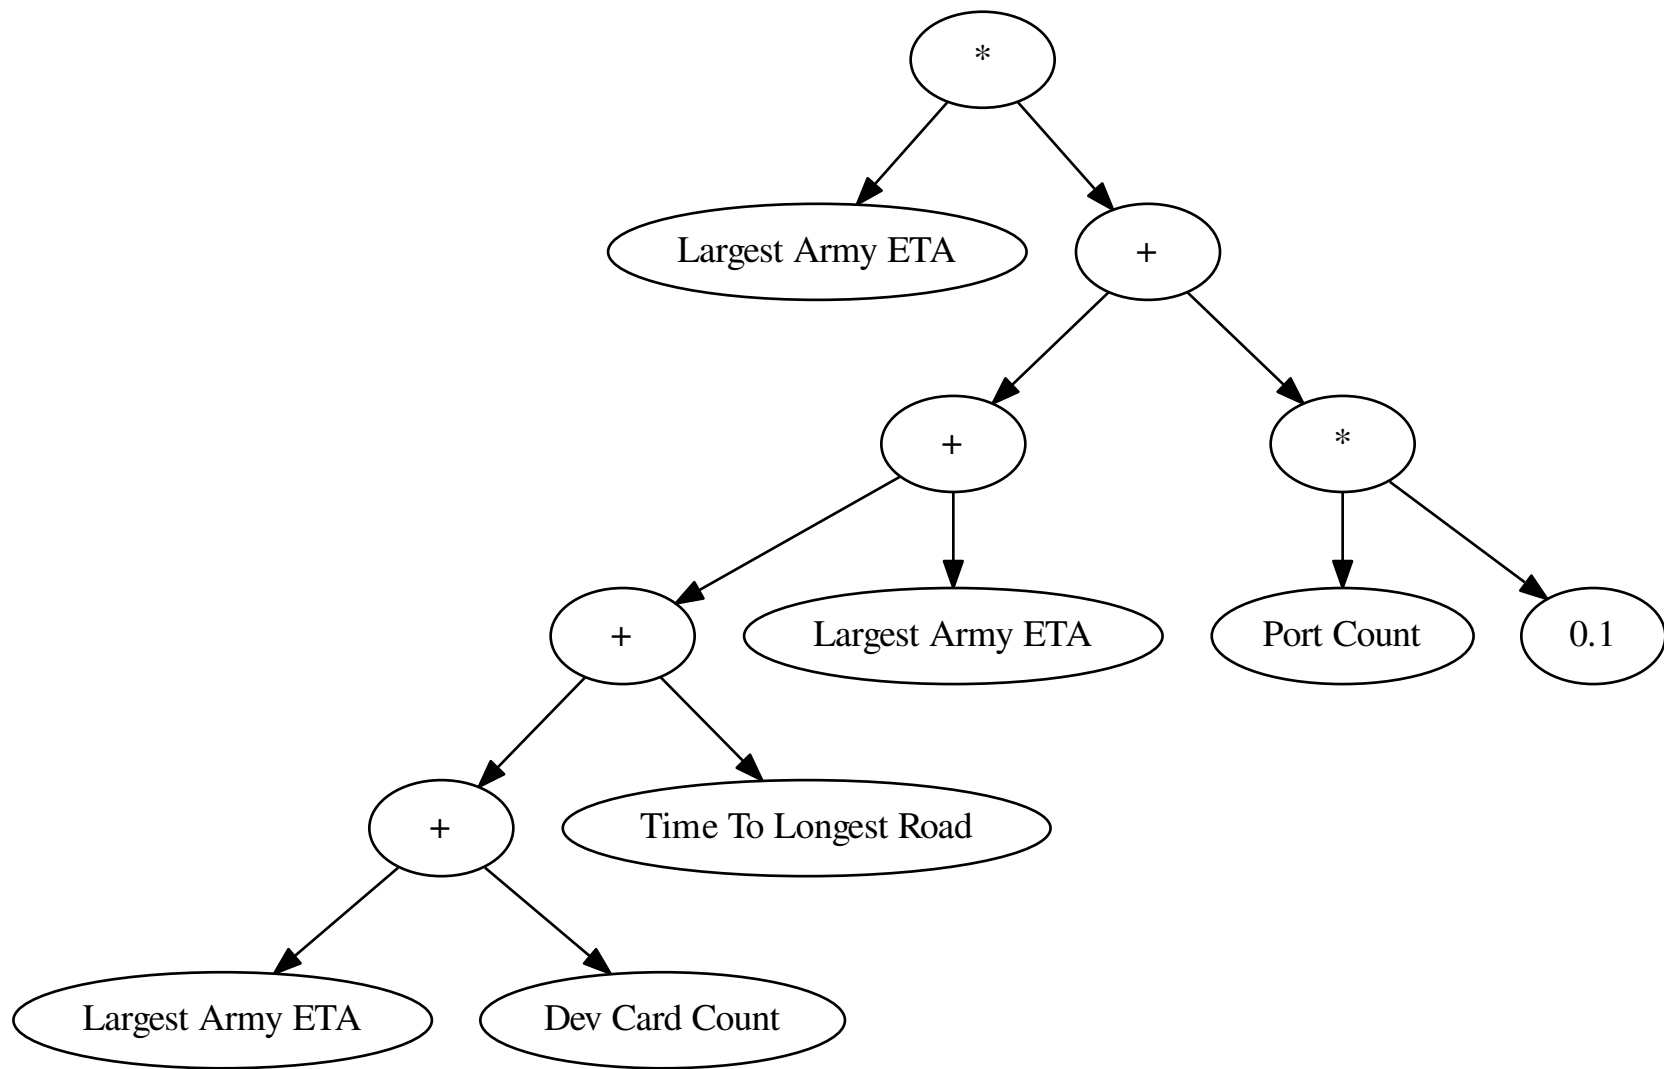 *
Largest Army ETA
+
+
*
+
Largest Army ETA
Port Count
0.1
+
Time To Longest Road
Largest Army ETA
Dev Card Count